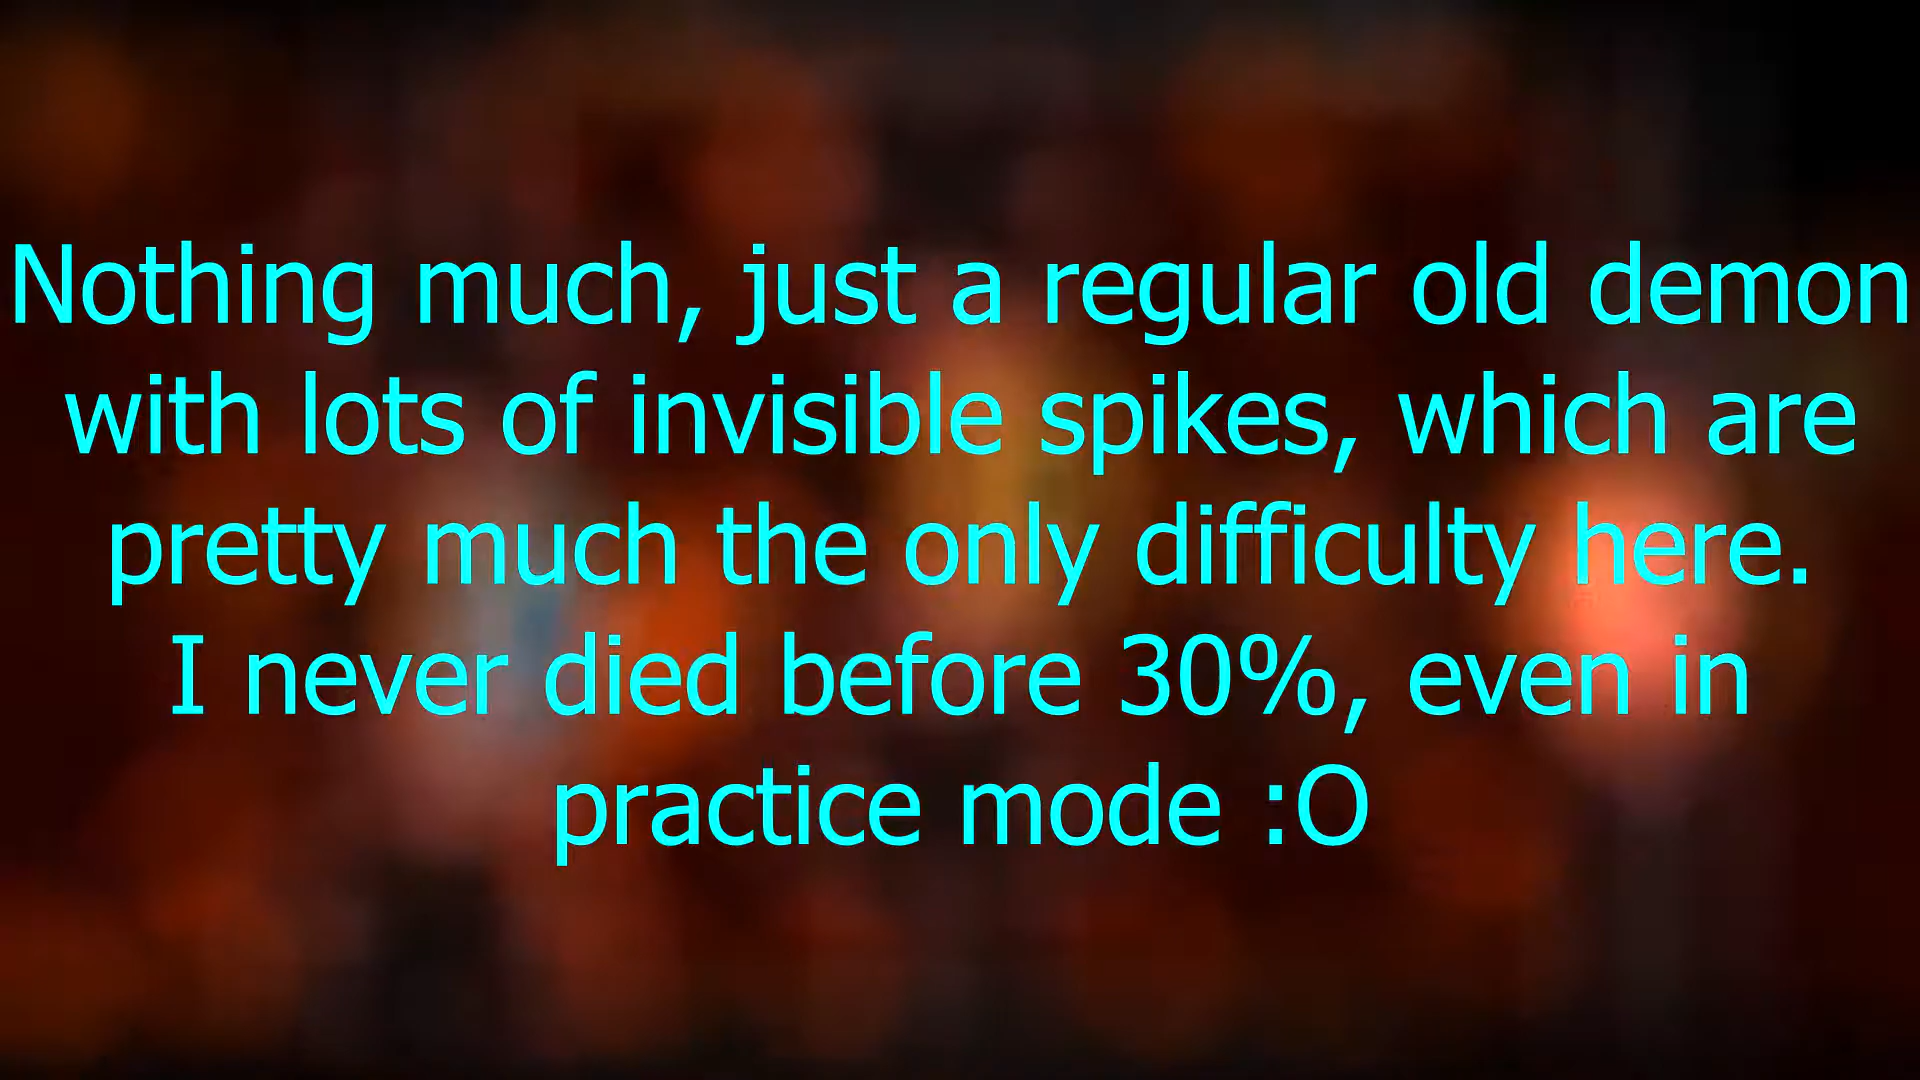 Nothing much, just a regular old demon
with lots of invisible spikes, which are
pretty much the only difficulty here.
I never died before 30%, even in
practice mode :O